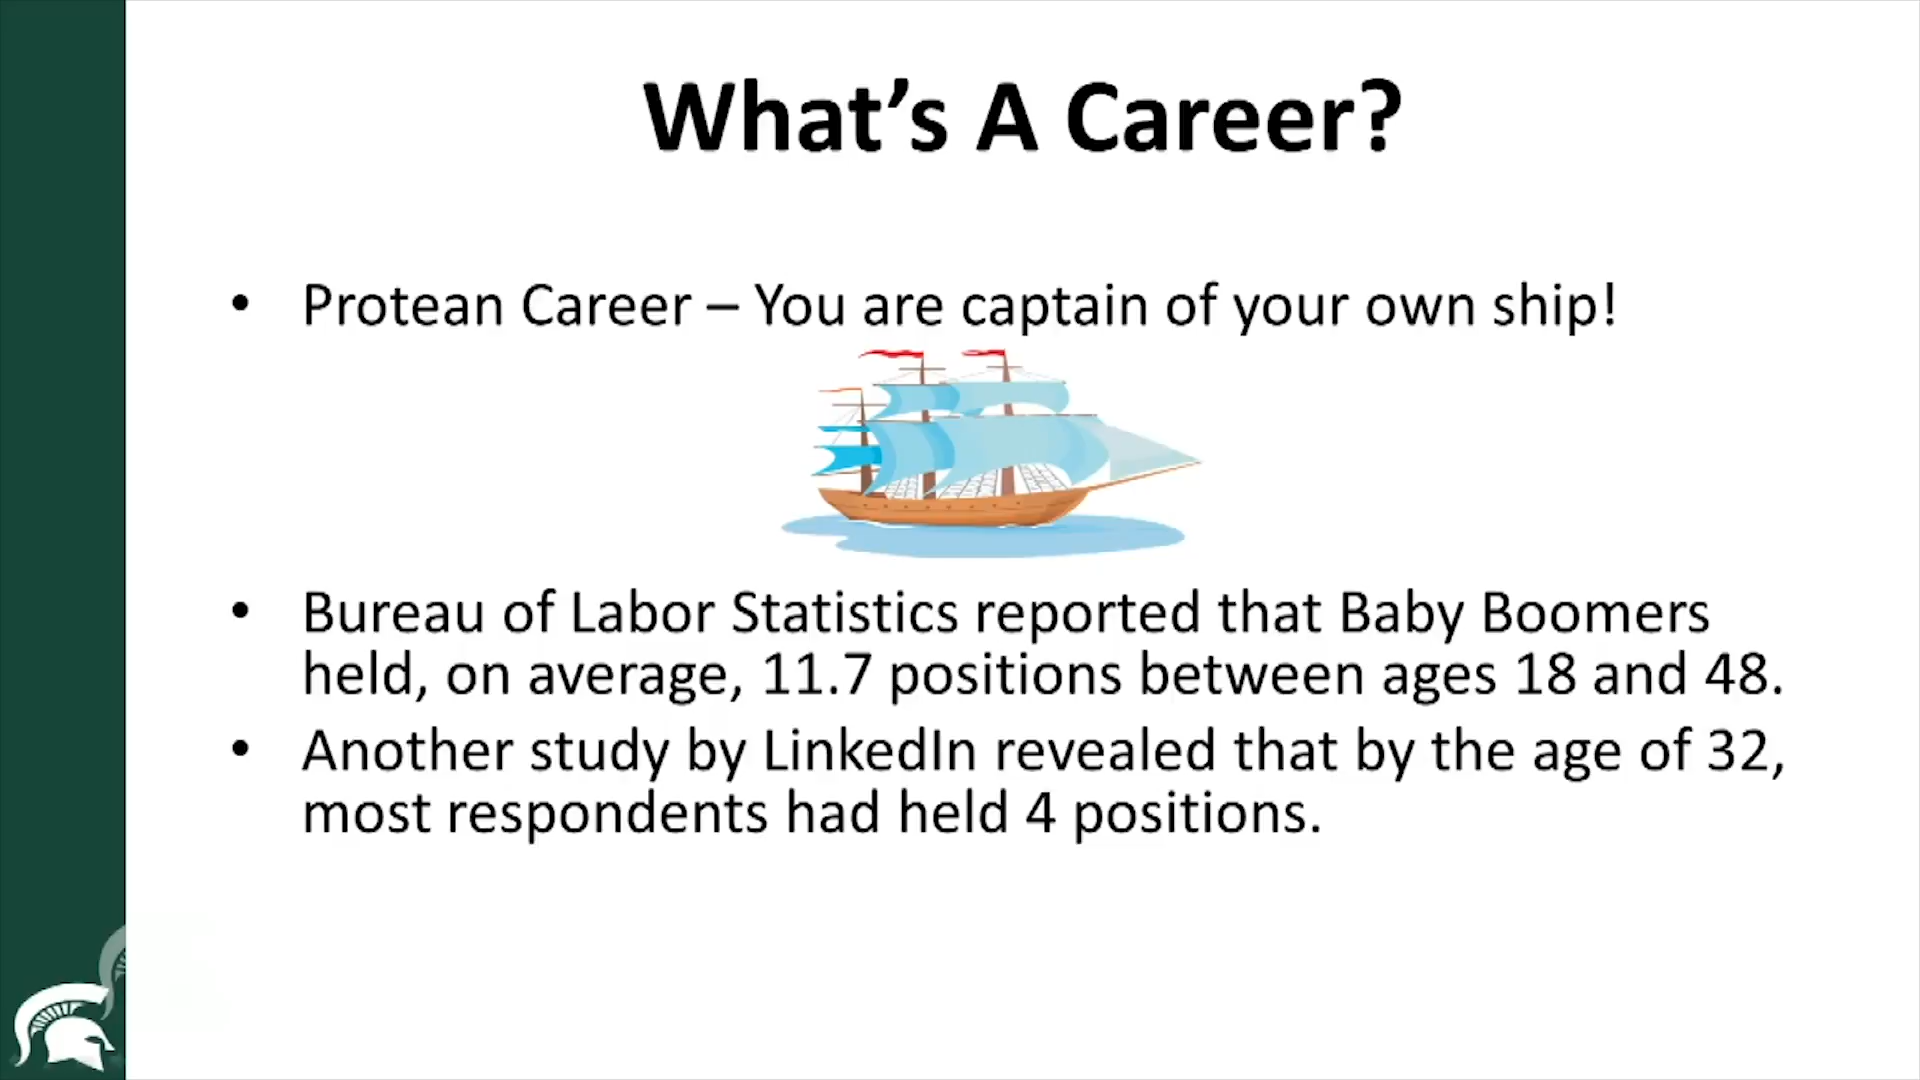 What’s A Career?
• Protean Career – You are captain of your own ship!
• Bureau of Labor Statistics reported that Baby Boomers
held, on average, 11.7 positions between ages 18 and 48.
• Another study by LinkedIn revealed that by the age of 32,
most respondents had held 4 positions.